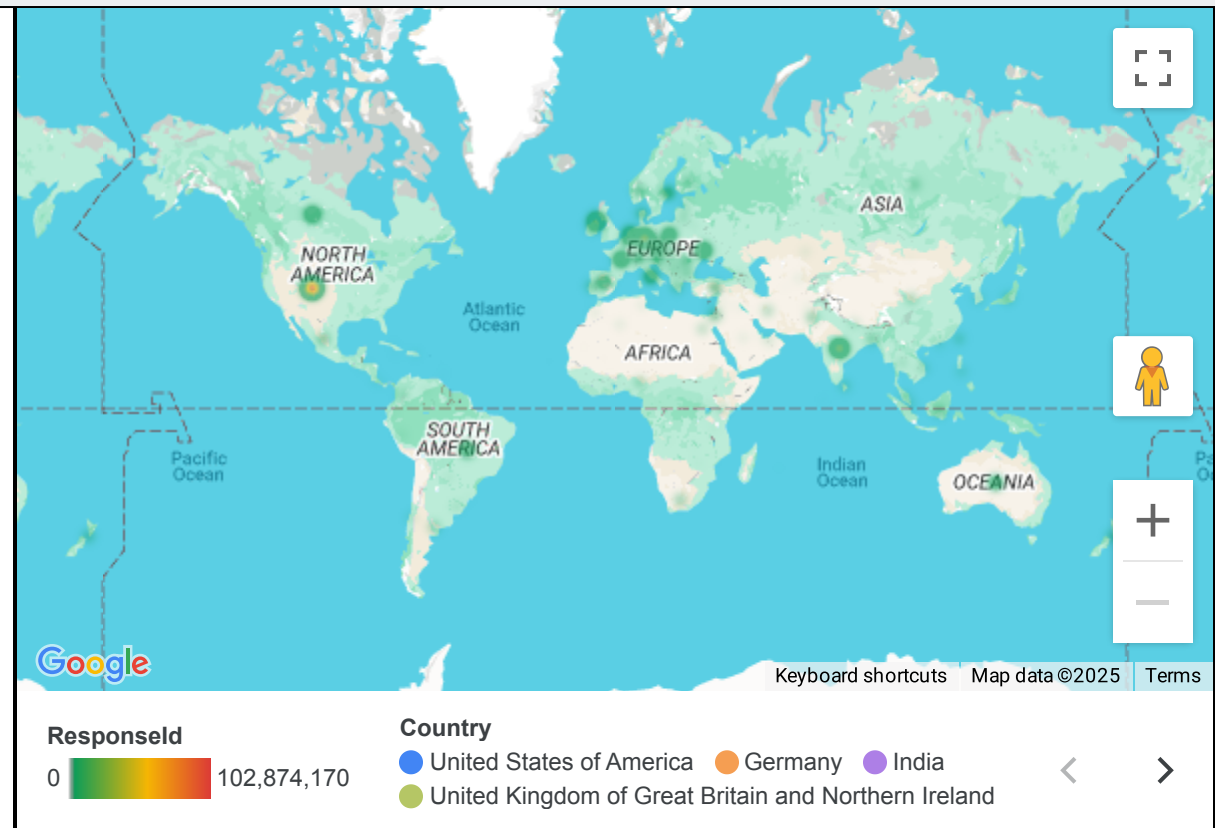 ASIA
NORTH
AMERICA
EUROPE
Atlantic
Ocean
AFRICA
SOUTH
AMERICA
Pacific
Ocean
Indian
Ocean
OCEANIA
Pa
Oc
Google
Keyboard shortcuts
Map data ©2025
Terms
ResponseId
0
102,874,170
Country
United States of America
Germany
India
United Kingdom of Great Britain and Northern Ireland